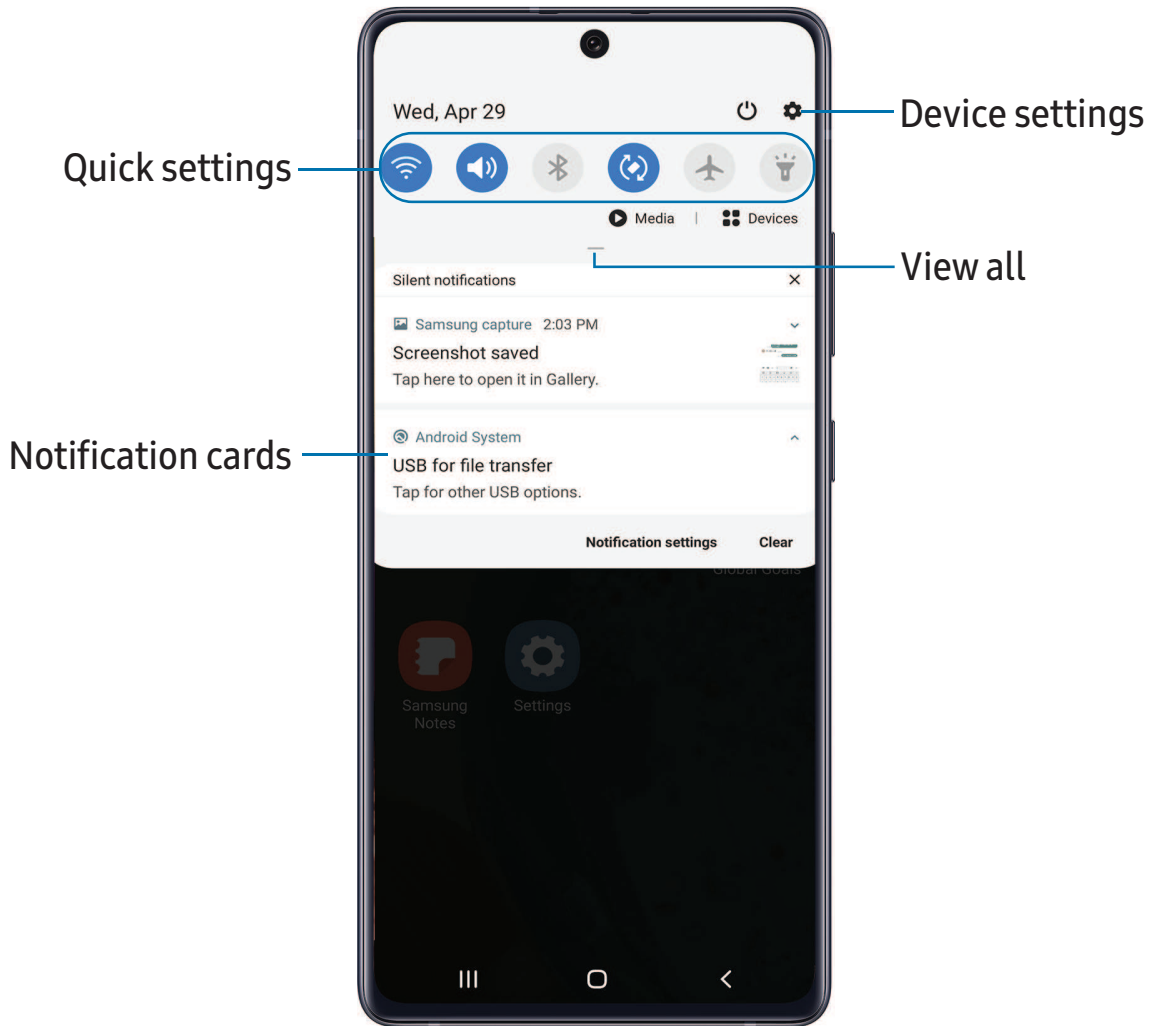 Wed, Apr 29
Device settings
Quick settings
Media | Devices
View all
Silent notifications
Samsung capture 2:03 PM
Screenshot saved
Tap here to open it in Gallery.
Notification cards
Android System
USB for file transfer
Tap for other USB options.
Notification settings Clear
Global Goals
Samsung Settings
Notes